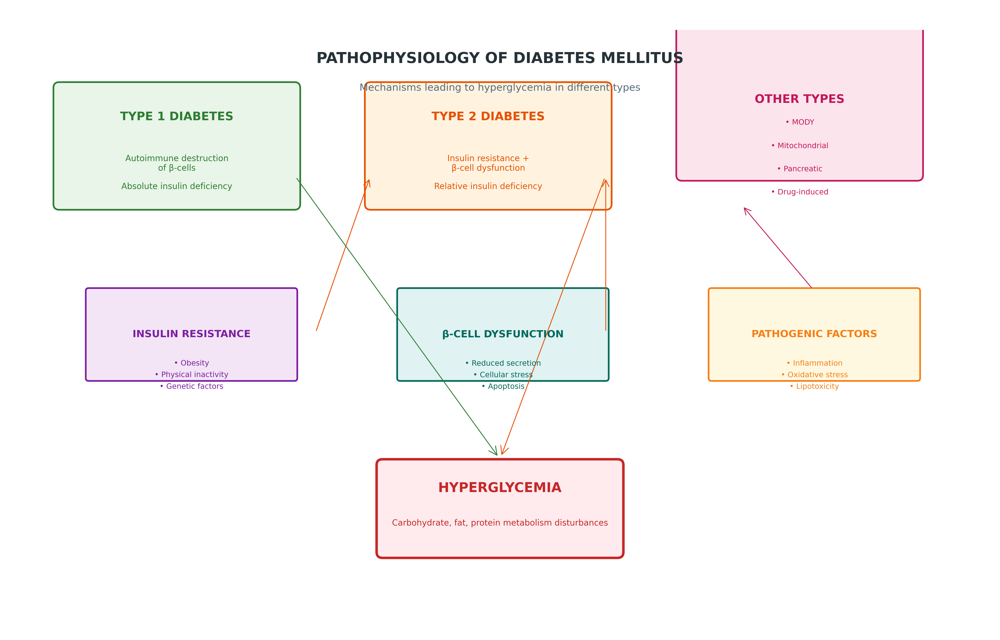 PATHOPHYSIOLOGY OF DIABETES MELLITUS
Mechanisms leading to hyperglycemia in different types
TYPE 1 DIABETES
Autoimmune destruction
of β-cells
Absolute insulin deficiency
TYPE 2 DIABETES
Insulin resistance +
β-cell dysfunction
Relative insulin deficiency
OTHER TYPES
• MODY
• Mitochondrial
• Pancreatic
• Drug-induced
INSULIN RESISTANCE
• Obesity
• Physical inactivity
• Genetic factors
β-CELL DYSFUNCTION
• Reduced secretion
• Cellular stress
• Apoptosis
PATHOGENIC FACTORS
• Inflammation
• Oxidative stress
• Lipotoxicity
HYPERGLYCEMIA
Carbohydrate, fat, protein metabolism disturbances